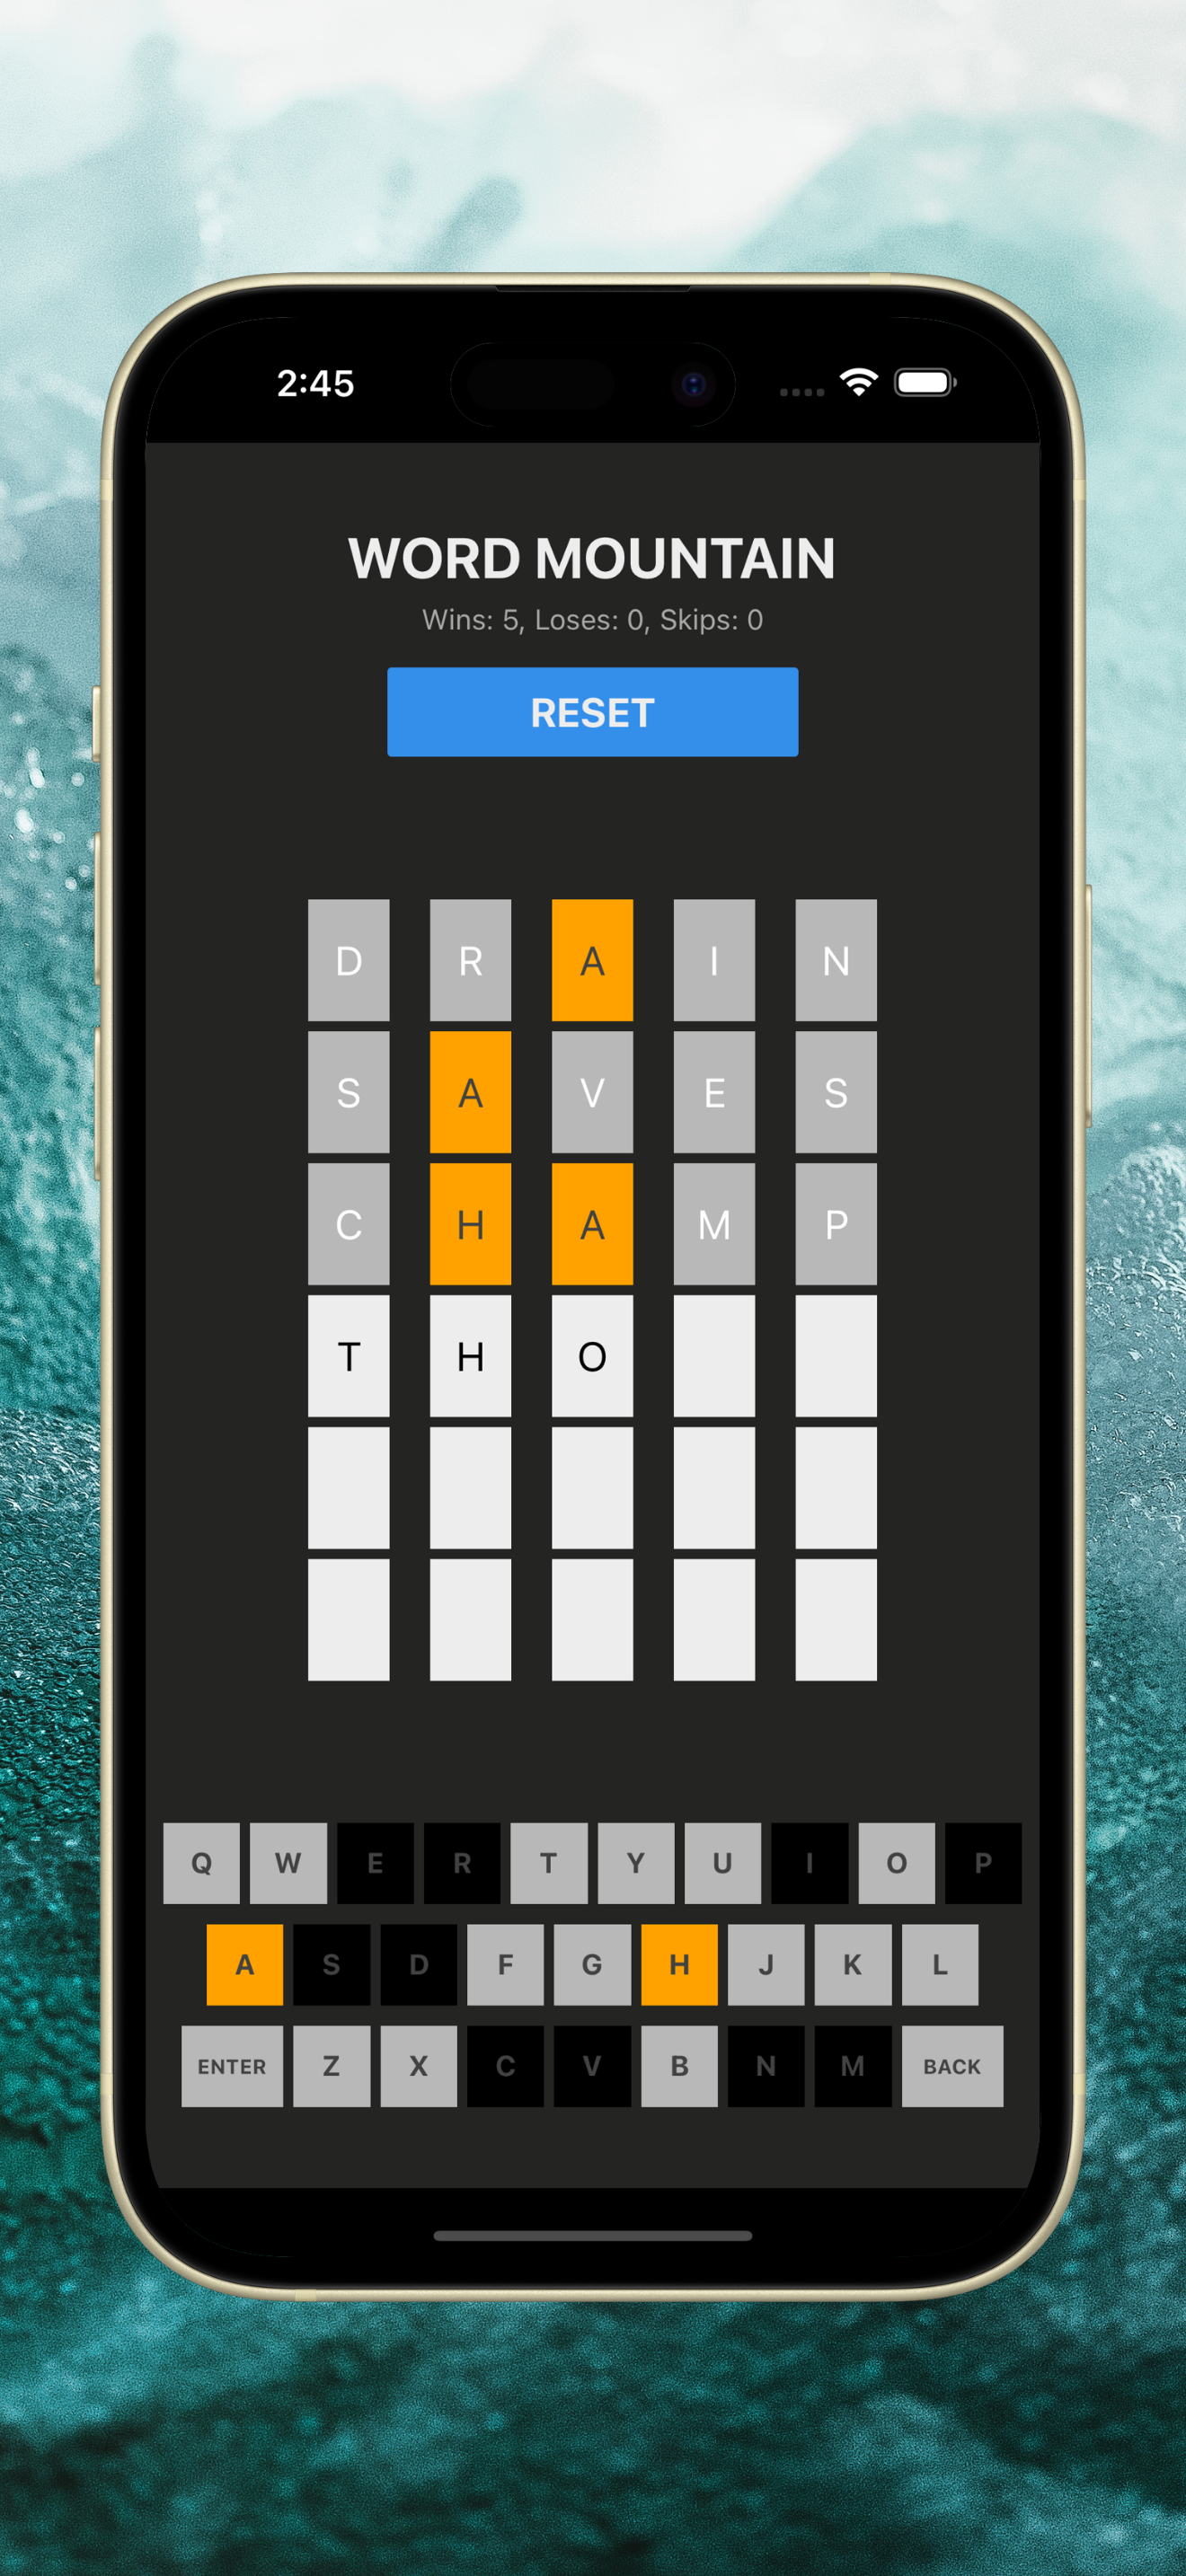 2:45
WORD MOUNTAIN
Wins: 5, Loses: 0, Skips: 0
RESET
D R A I N
S A V E S
C H A M P
T H O
Q W E R T Y U I O P
A S D F G H J K L
ENTER Z X C V B N M BACK